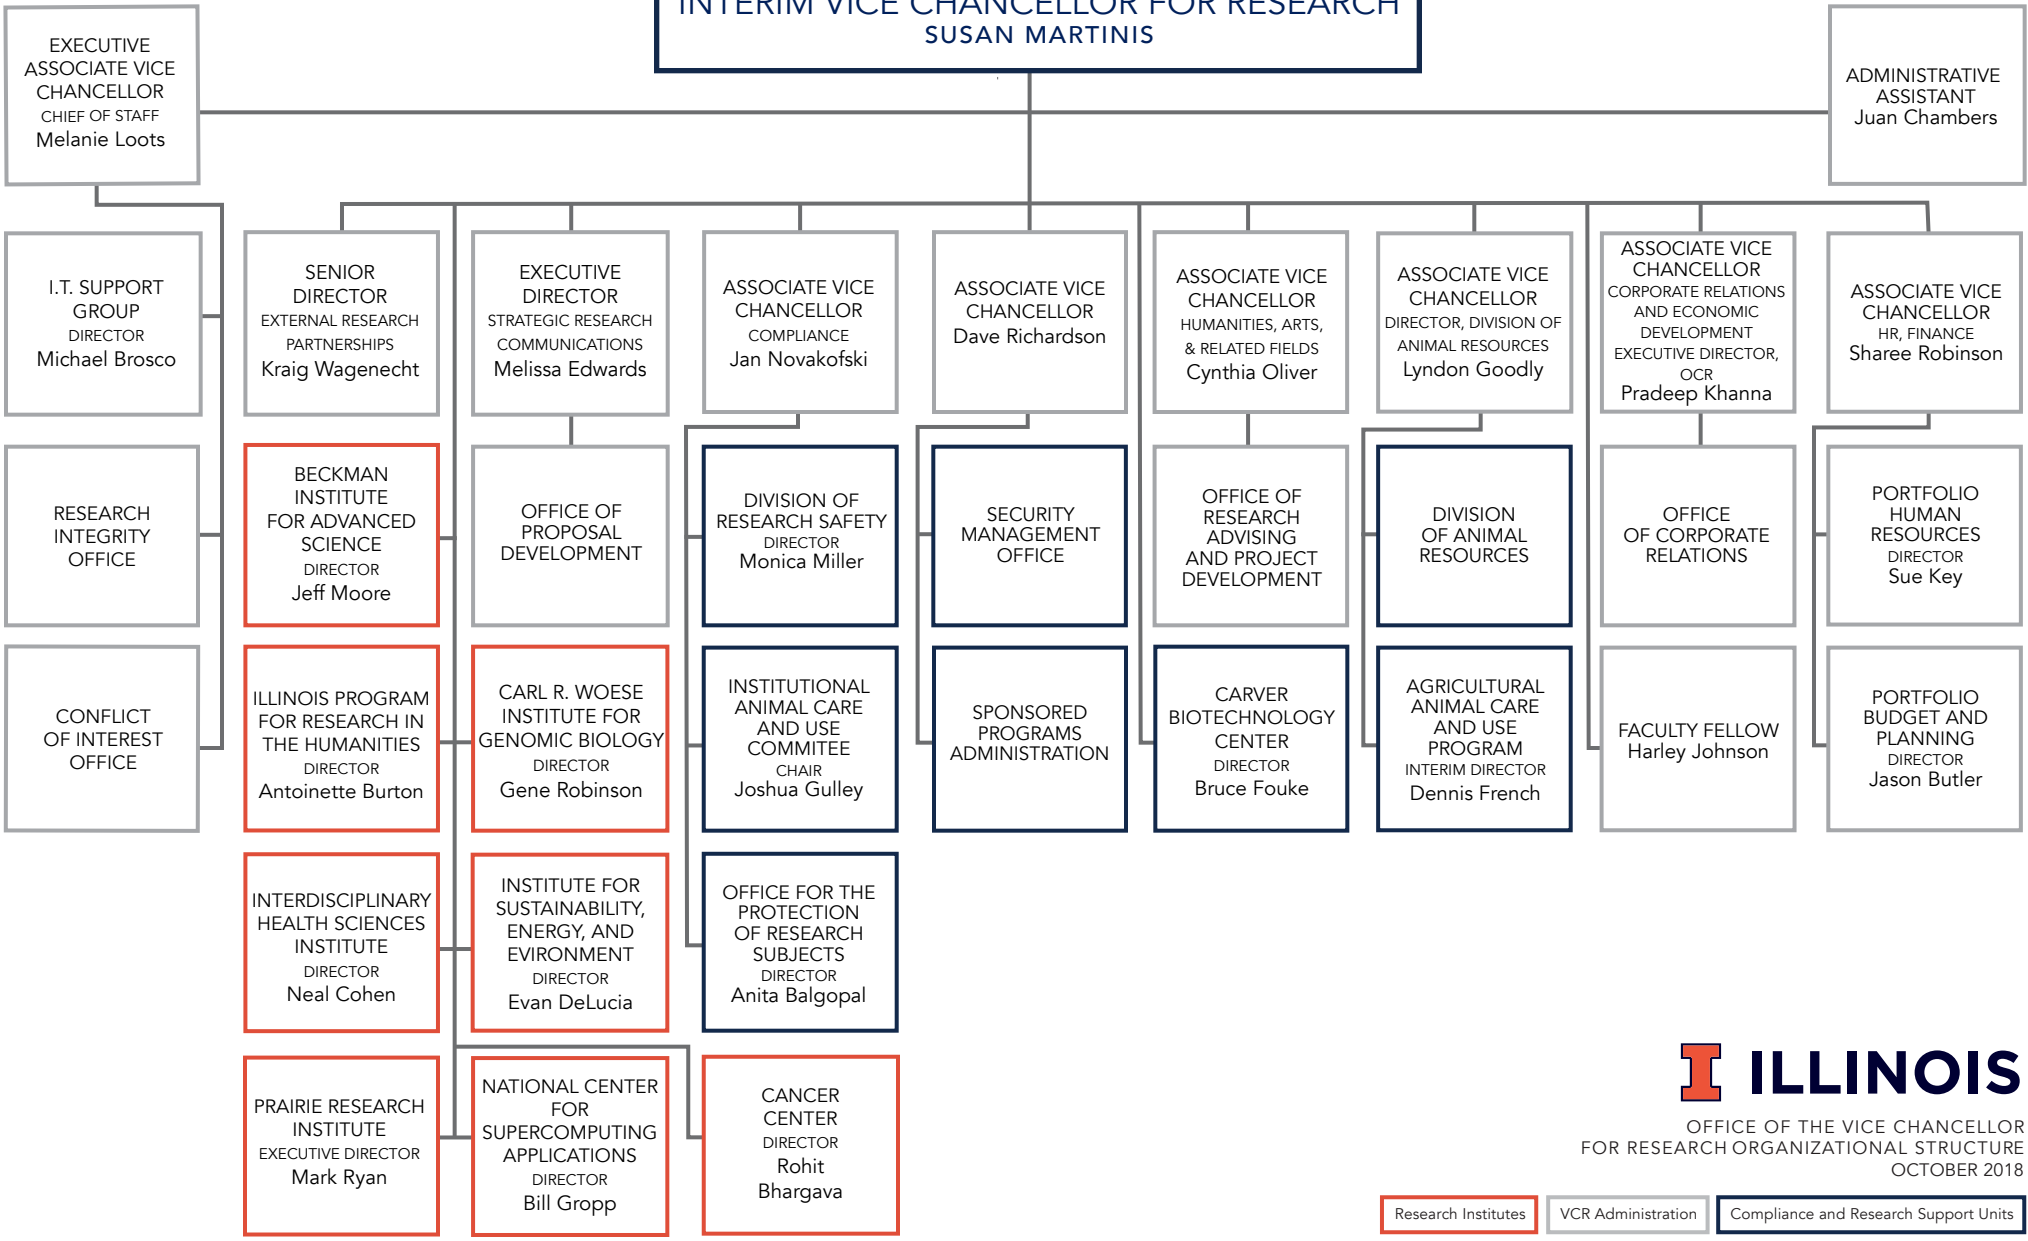 INTERIM VICE CHANCELLOR FOR RESEARCH
SUSAN MARTINIS
EXECUTIVE
ASSOCIATE VICE
CHANCELLOR
CHIEF OF STAFF
Melanie Loots
ADMINISTRATIVE
ASSISTANT
Juan Chambers
I.T. SUPPORT
GROUP
DIRECTOR
Michael Brosco
SENIOR
DIRECTOR
EXTERNAL RESEARCH
PARTNERSHIPS
Kraig Wagenecht
EXECUTIVE
DIRECTOR
STRATEGIC RESEARCH
COMMUNICATIONS
Melissa Edwards
ASSOCIATE VICE
CHANCELLOR
COMPLIANCE
Jan Novakofski
ASSOCIATE VICE
CHANCELLOR
Dave Richardson
ASSOCIATE VICE
CHANCELLOR
HUMANITIES, ARTS,
& RELATED FIELDS
Cynthia Oliver
ASSOCIATE VICE
CHANCELLOR
DIRECTOR, DIVISION OF
ANIMAL RESOURCES
Lyndon Goodly
ASSOCIATE VICE
CHANCELLOR
CORPORATE RELATIONS
AND ECONOMIC
DEVELOPMENT
EXECUTIVE DIRECTOR,
OCR
Pradeep Khanna
ASSOCIATE VICE
CHANCELLOR
HR, FINANCE
Sharee Robinson
RESEARCH
INTEGRITY
OFFICE
BECKMAN
INSTITUTE
FOR ADVANCED
SCIENCE
DIRECTOR
Jeff Moore
OFFICE OF
PROPOSAL
DEVELOPMENT
DIVISION OF
RESEARCH SAFETY
DIRECTOR
Monica Miller
SECURITY
MANAGEMENT
OFFICE
OFFICE OF
RESEARCH
ADVISING
AND PROJECT
DEVELOPMENT
DIVISION
OF ANIMAL
RESOURCES
OFFICE
OF CORPORATE
RELATIONS
PORTFOLIO
HUMAN
RESOURCES
DIRECTOR
Sue Key
CONFLICT
OF INTEREST
OFFICE
ILLINOIS PROGRAM
FOR RESEARCH IN
THE HUMANITIES
DIRECTOR
Antoinette Burton
CARL R. WOESE
INSTITUTE FOR
GENOMIC BIOLOGY
DIRECTOR
Gene Robinson
INSTITUTIONAL
ANIMAL CARE
AND USE
COMMITEE
CHAIR
Joshua Gulley
SPONSORED
PROGRAMS
ADMINISTRATION
CARVER
BIOTECHNOLOGY
CENTER
DIRECTOR
Bruce Fouke
AGRICULTURAL
ANIMAL CARE
AND USE
PROGRAM
INTERIM DIRECTOR
Dennis French
FACULTY FELLOW
Harley Johnson
PORTFOLIO
BUDGET AND
PLANNING
DIRECTOR
Jason Butler
INTERDISCIPLINARY
HEALTH SCIENCES
INSTITUTE
DIRECTOR
Neal Cohen
INSTITUTE FOR
SUSTAINABILITY,
ENERGY, AND
EVIRONMENT
DIRECTOR
Evan DeLucia
OFFICE FOR THE
PROTECTION
OF RESEARCH
SUBJECTS
DIRECTOR
Anita Balgopal
PRAIRIE RESEARCH
INSTITUTE
EXECUTIVE DIRECTOR
Mark Ryan
NATIONAL CENTER
FOR
SUPERCOMPUTING
APPLICATIONS
DIRECTOR
Bill Gropp
CANCER
CENTER
DIRECTOR
Rohit
Bhargava
I ILLINOIS
OFFICE OF THE VICE CHANCELLOR
FOR RESEARCH ORGANIZATIONAL STRUCTURE
OCTOBER 2018
Research Institutes
VCR Administration
Compliance and Research Support Units